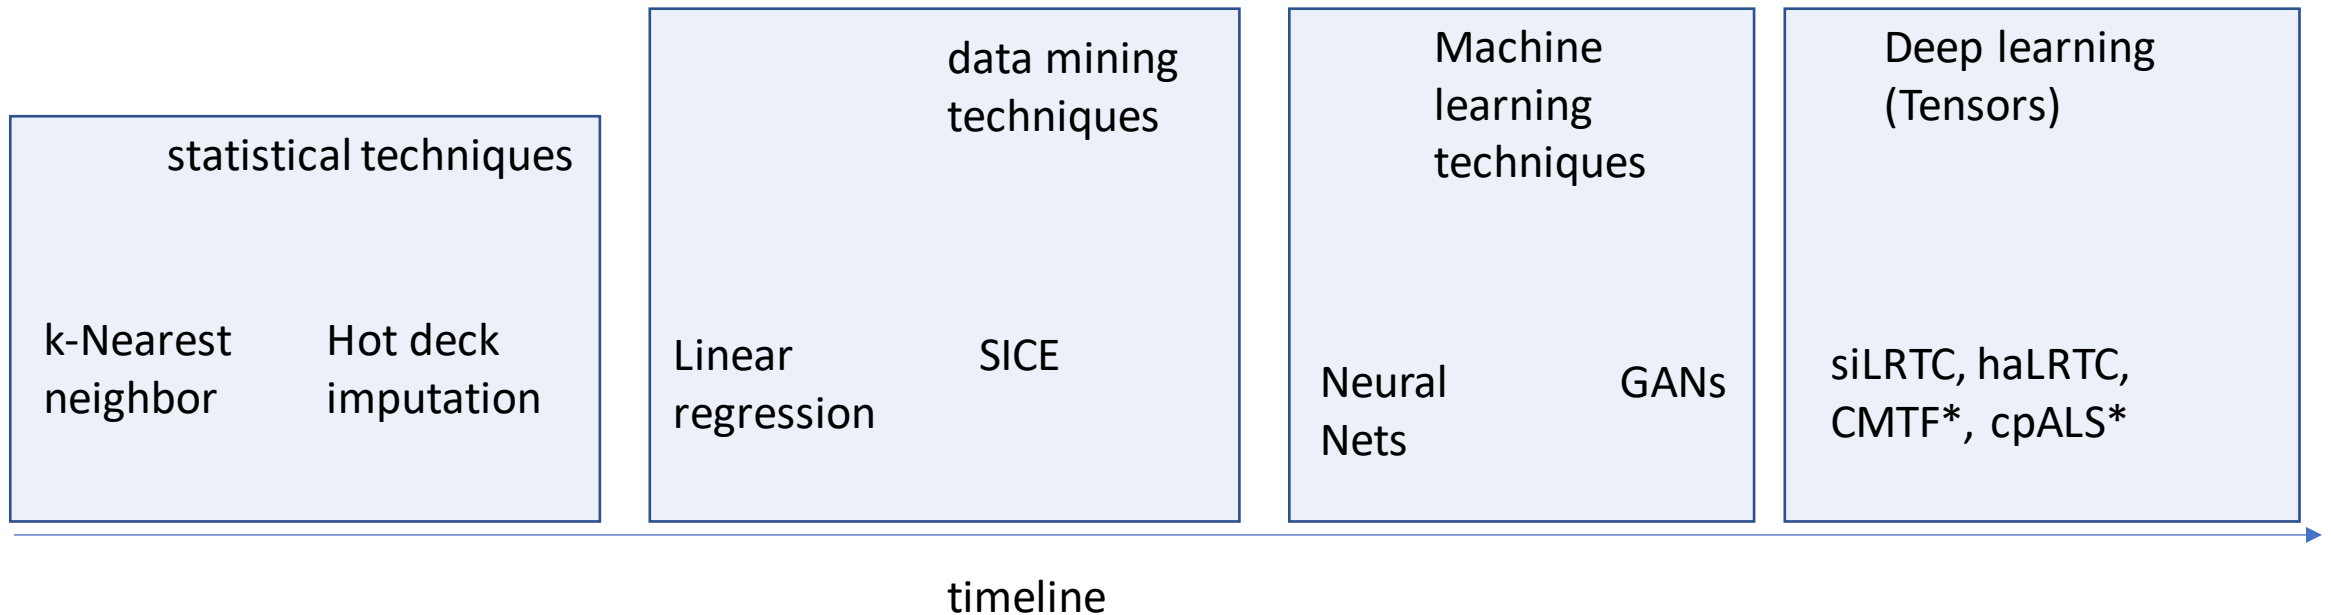 statistical techniques
k-Nearest
neighbor
Hot deck
imputation
data mining
techniques
Linear
regression
SICE
Machine
learning
techniques
Neural
Nets
GANs
Deep learning
(Tensors)
siLRTC, haLRTC,
CMTF*, cpALS*
timeline